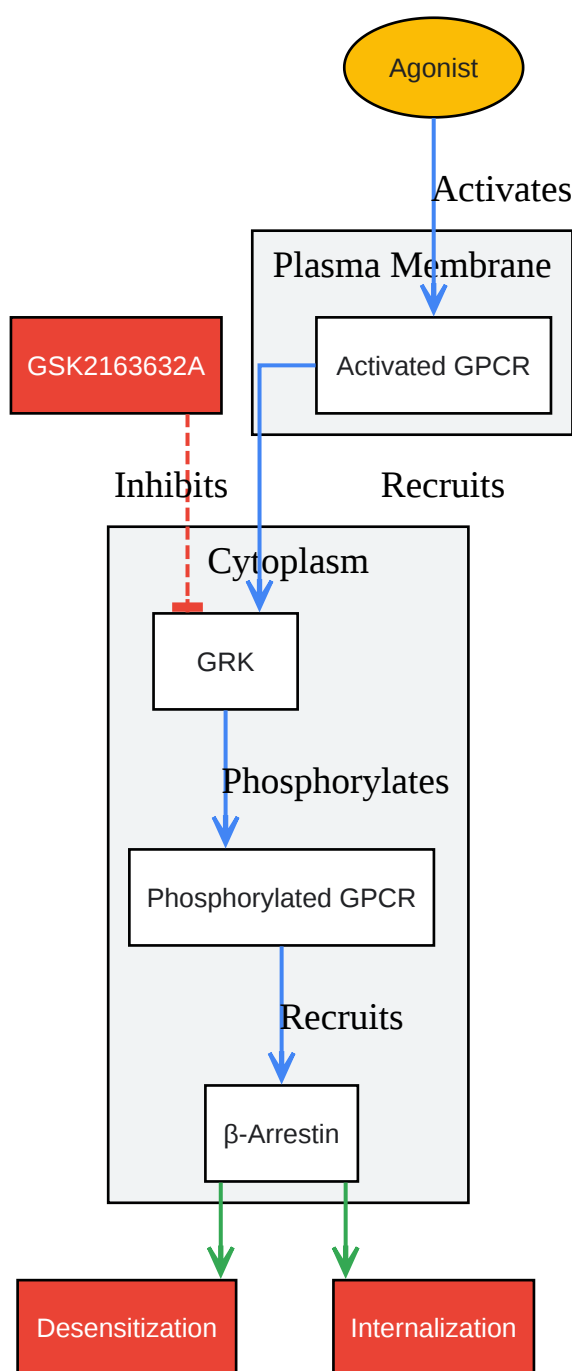 Agonist
Activates
Plasma Membrane
GSK2163632A
Activated GPCR
Inhibits
Recruits
Cytoplasm
GRK
Phosphorylates
Phosphorylated GPCR
Recruits
β-Arrestin
Desensitization
Internalization